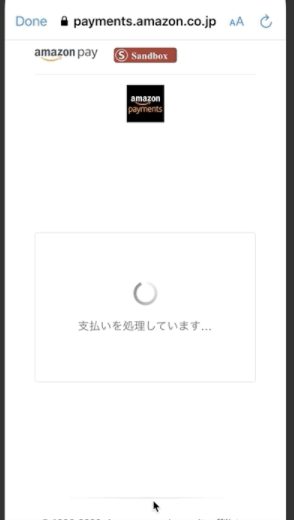 Done payments.amazon.co.jp AA
amazon pay S Sandbox
amazon
payments
支払いを処理しています...